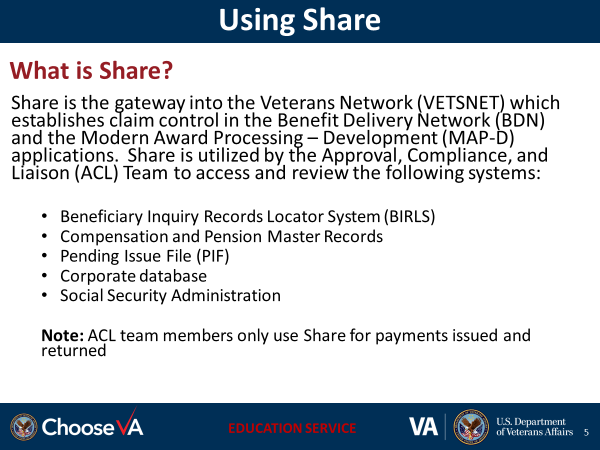 Using Share
What is Share?
Share is the gateway into the Veterans Network (VETSNET) which
establishes claim control in the Benefit Delivery Network (BDN)
and the Modern Award Processing – Development (MAP-D)
applications.  Share is utilized by the Approval, Compliance, and
Liaison (ACL) Team to access and review the following systems:
• Beneficiary Inquiry Records Locator System (BIRLS)
• Compensation and Pension Master Records
• Pending Issue File (PIF)
• Corporate database
• Social Security Administration
Note: ACL team members only use Share for payments issued and
returned
ChooseVA
EDUCATION SERVICE
VA
U.S. Department
of Veterans Affairs
5